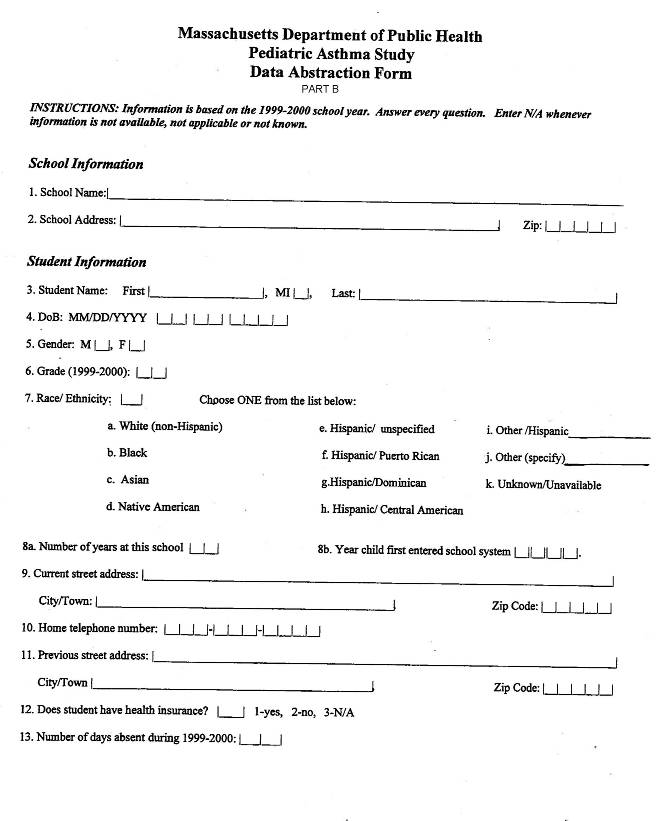 Massachusetts Department of Public Health
Pediatric Asthma Study
Data Abstraction Form
PART B
INSTRUCTIONS: Information is based on the 1999-2000 school year. Answer every question. Enter N/A whenever
information is not available, not applicable or not known.
School Information
1. School Name:
2. School Address: Zip:
Student Information
3. Student Name: First , MI , Last:
4. DoB: MM/DD/YYYY
5. Gender: M , F
6. Grade (1999-2000):
7. Race/ Ethnicity: Choose ONE from the list below:
a. White (non-Hispanic) e. Hispanic/ unspecified i. Other /Hispanic
b. Black f. Hispanic/ Puerto Rican j. Other (specify)
c. Asian g.Hispanic/Dominican k. Unknown/Unavailable
d. Native American h. Hispanic/ Central American
8a. Number of years at this school 8b. Year child first entered school system .
9. Current street address:
City/Town: Zip Code:
10. Home telephone number: - -
11. Previous street address:
City/Town Zip Code:
12. Does student have health insurance? 1-yes, 2-no, 3-N/A
13. Number of days absent during 1999-2000: